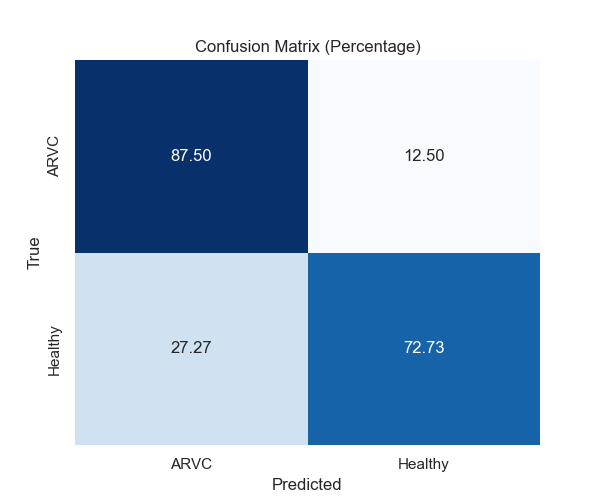 Confusion Matrix (Percentage)
True
ARVC
87.50 12.50
Healthy
27.27 72.73
ARVC Healthy
Predicted